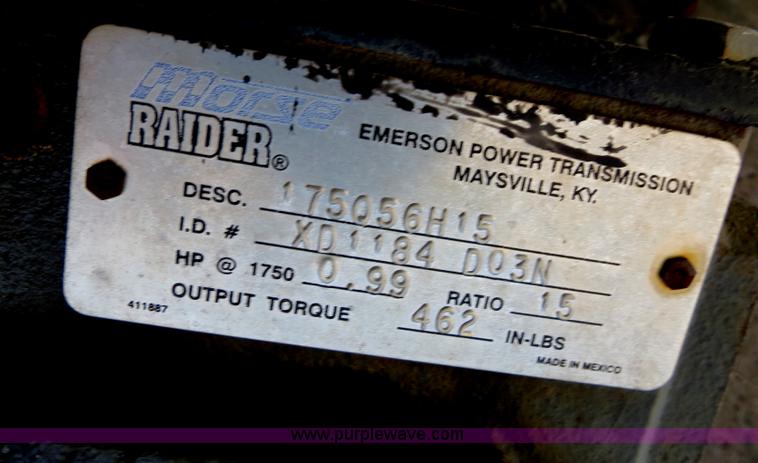 morse
RAIDER®
EMERSON POWER TRANSMISSION
MAYSVILLE, KY.
DESC. 175Q56H15
I.D. # XD1184 D03N
HP @ 1750 0.99 RATIO 15
OUTPUT TORQUE 462 IN-LBS
411887
MADE IN MEXICO
www.purplewave.com